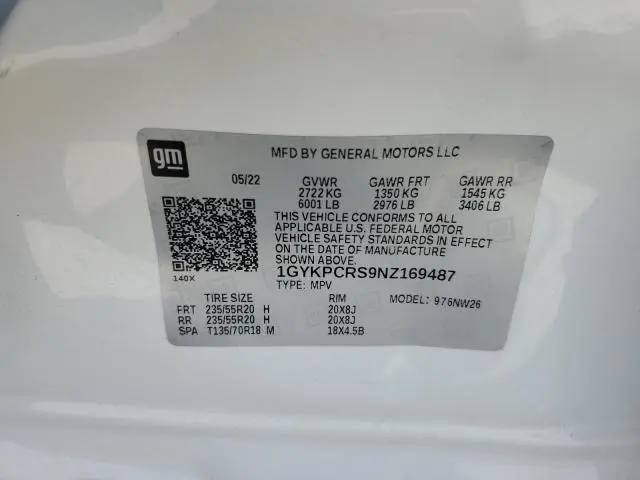 gm
MFD BY GENERAL MOTORS LLC
05/22 GVWR GAWR FRT GAWR RR
2722 KG 1350 KG 1545 KG
6001 LB 2976 LB 3406 LB
THIS VEHICLE CONFORMS TO ALL
APPLICABLE U.S. FEDERAL MOTOR
VEHICLE SAFETY STANDARDS IN EFFECT
ON THE DATE OF MANUFACTURE.
140X
1GYKPCRS9NZ169487
TYPE: MPV
MODEL: 976NW26
TIRE SIZE RIM
FRT 235/55R20 H 20X8J
RR 235/55R20 H 20X8J
SPA T135/70R18 M 18X4.5B